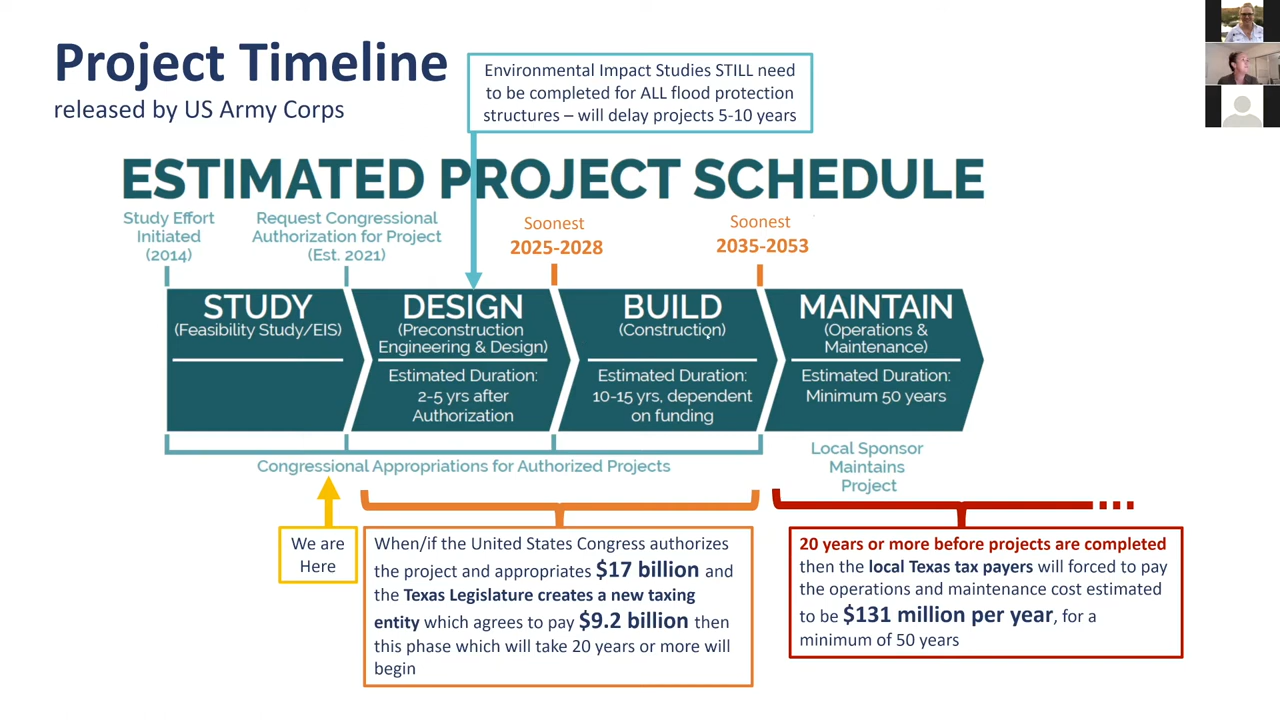 Project Timeline
released by US Army Corps
Environmental Impact Studies STILL need
to be completed for ALL flood protection
structures – will delay projects 5-10 years
ESTIMATED PROJECT SCHEDULE
Study Effort
Initiated
(2014)
Request Congressional
Authorization for Project
(Est. 2021)
Soonest
2025-2028
Soonest
2035-2053
STUDY
(Feasibility Study/EIS)
DESIGN
(Preconstruction
Engineering & Design)
Estimated Duration:
2-5 yrs after
Authorization
BUILD
(Construction)
Estimated Duration:
10-15 yrs, dependent
on funding
MAINTAIN
(Operations &
Maintenance)
Estimated Duration:
Minimum 50 years
Congressional Appropriations for Authorized Projects
Local Sponsor
Maintains
Project
We are
Here
When/if the United States Congress authorizes
the project and appropriates $17 billion and
the Texas Legislature creates a new taxing
entity which agrees to pay $9.2 billion then
this phase which will take 20 years or more will
begin
20 years or more before projects are completed
then the local Texas tax payers will forced to pay
the operations and maintenance cost estimated
to be $131 million per year, for a
minimum of 50 years